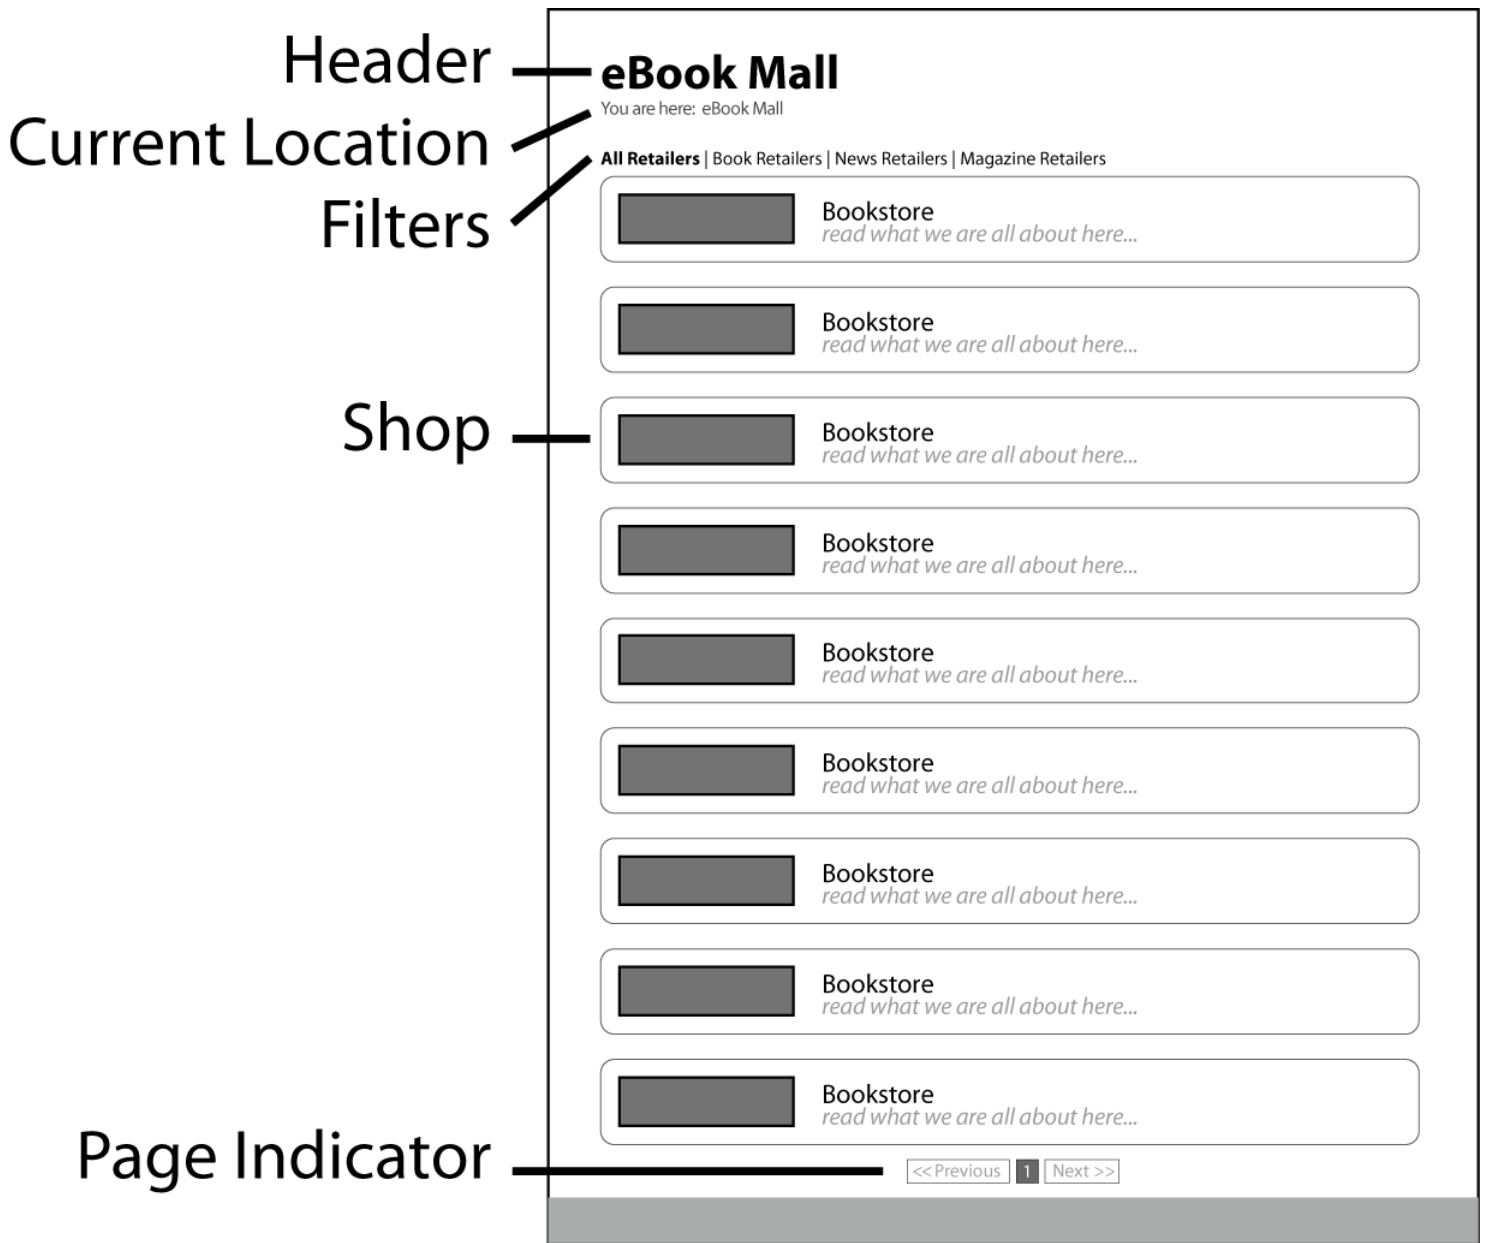 Header
eBook Mall
Current Location
You are here: eBook Mall
Filters
All Retailers | Book Retailers | News Retailers | Magazine Retailers
Bookstore
read what we are all about here...
Bookstore
read what we are all about here...
Shop
Bookstore
read what we are all about here...
Bookstore
read what we are all about here...
Bookstore
read what we are all about here...
Bookstore
read what we are all about here...
Bookstore
read what we are all about here...
Bookstore
read what we are all about here...
Bookstore
read what we are all about here...
Page Indicator
<< Previous 1 Next >>